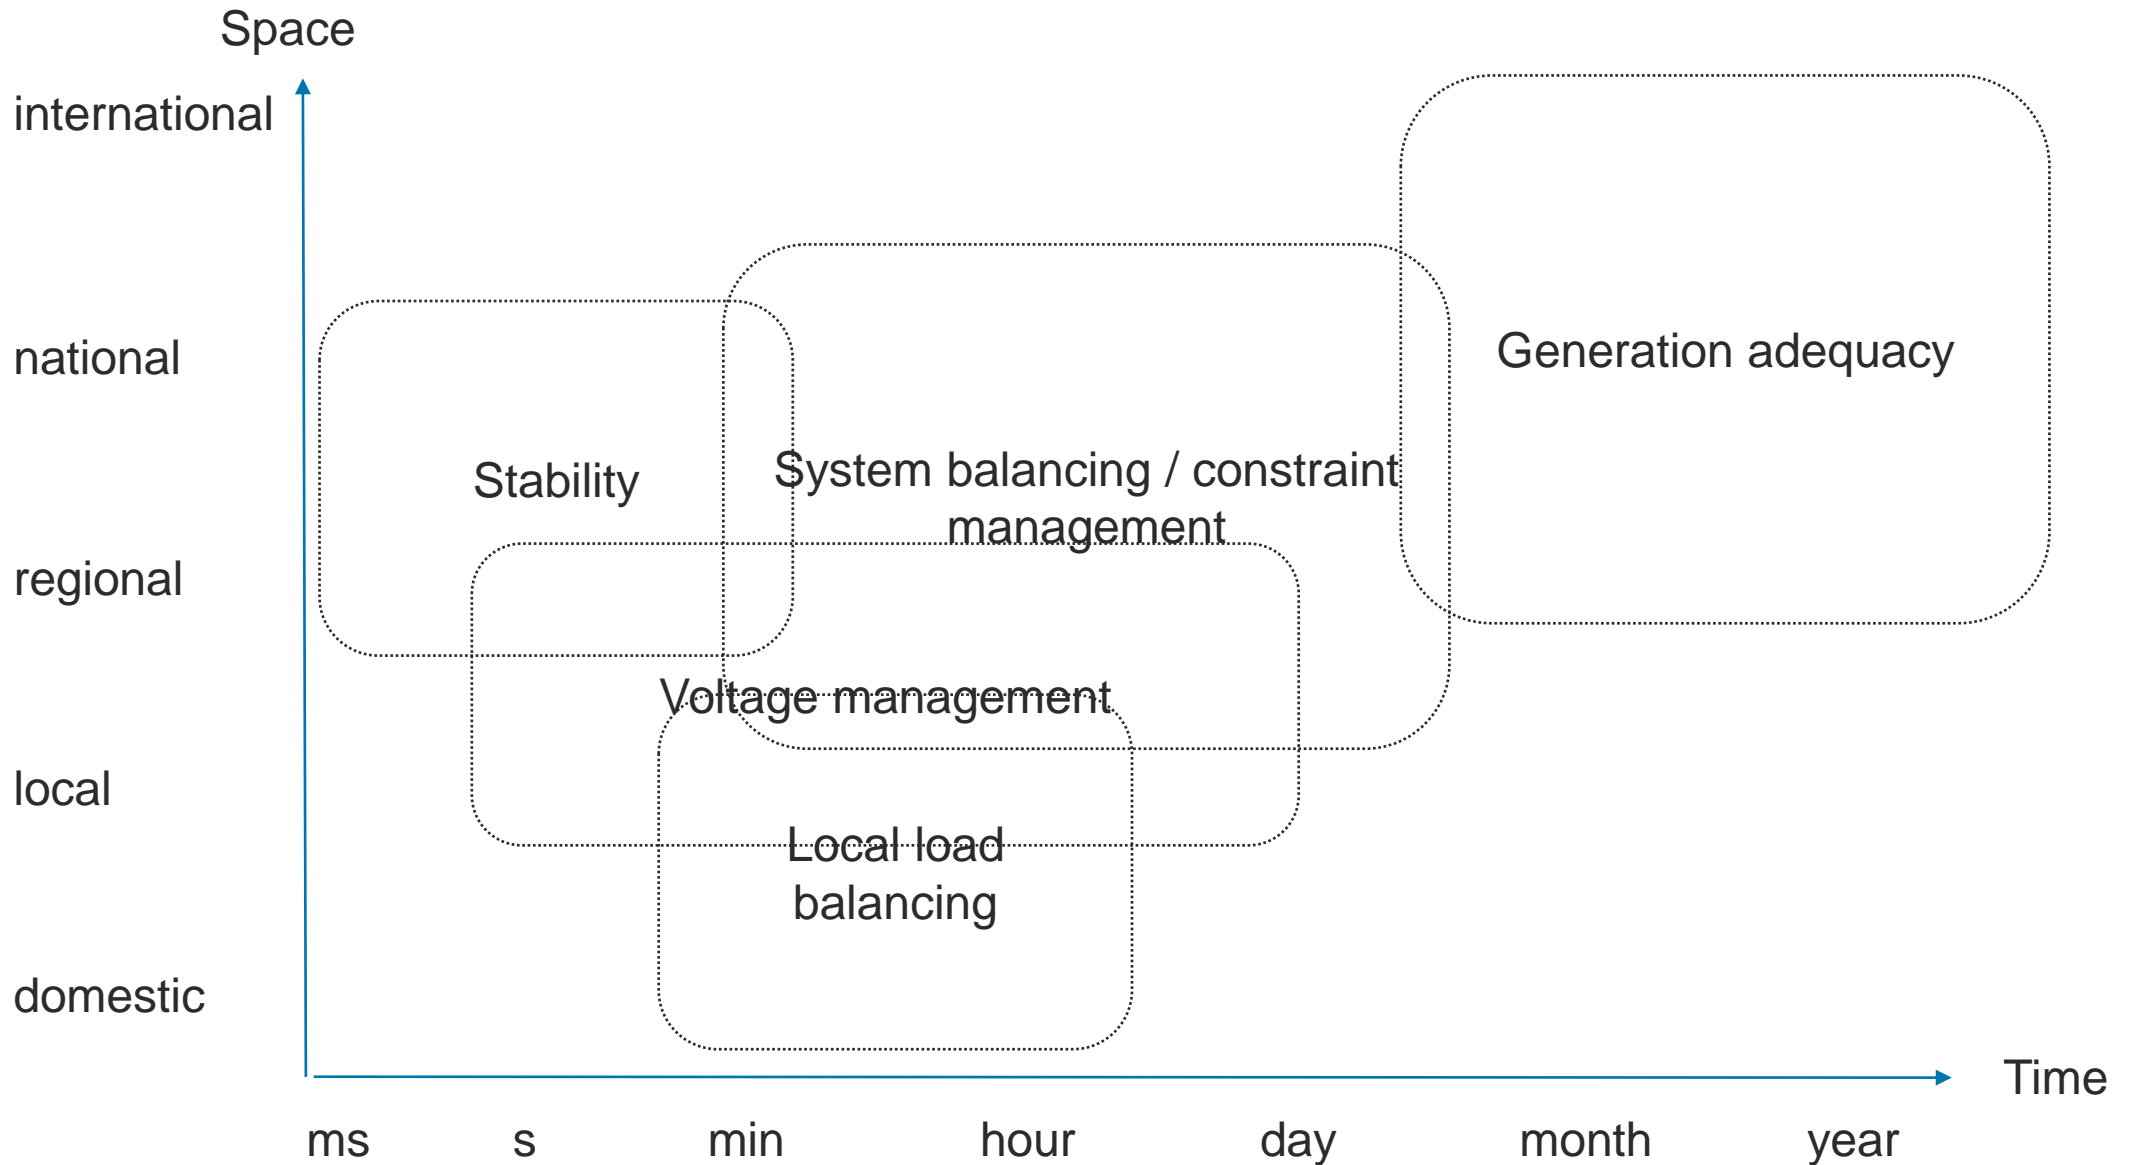 Space
international
national
Generation adequacy
Stability
System balancing / constraint
management
regional
Voltage management
local
Local load
balancing
domestic
Time
ms
s
min
hour
day
month
year